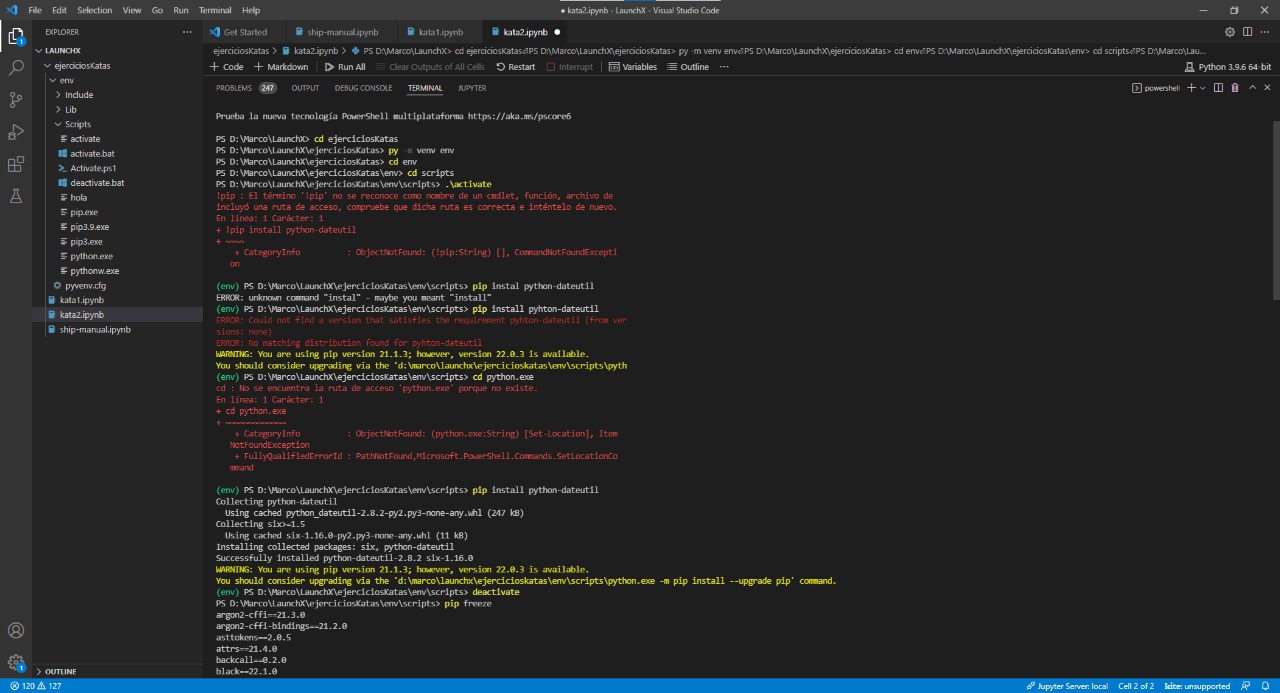 File Edit Selection View Go Run Terminal Help
● kata2.ipynb - LaunchX - Visual Studio Code
EXPLORER
LAUNCHX
ejerciciosKatas
env
Include
Lib
Scripts
activate
activate.bat
Activate.ps1
deactivate.bat
hola
pip.exe
pip3.9.exe
pip3.exe
python.exe
pythonw.exe
pyvenv.cfg
kata1.ipynb
kata2.ipynb
ship-manual.ipynb
OUTLINE
Get Started ship-manual.ipynb kata1.ipynb kata2.ipynb ●
ejerciciosKatas > kata2.ipynb > PS D:\Marco\LaunchX> cd ejerciciosKatas⏎PS D:\Marco\LaunchX\ejerciciosKatas> py -m venv env⏎PS D:\Marco\LaunchX\ejerciciosKatas> cd env⏎PS D:\Marco\LaunchX\ejerciciosKatas\env> cd scripts⏎PS D:\Marco\Lau...
+ Code + Markdown Run All Clear Outputs of All Cells Restart Interrupt Variables Outline ... Python 3.9.6 64-bit
PROBLEMS 247 OUTPUT DEBUG CONSOLE TERMINAL JUPYTER powershell
Prueba la nueva tecnología PowerShell multiplataforma https://aka.ms/pscore6
PS D:\Marco\LaunchX> cd ejerciciosKatas
PS D:\Marco\LaunchX\ejerciciosKatas> py -m venv env
PS D:\Marco\LaunchX\ejerciciosKatas> cd env
PS D:\Marco\LaunchX\ejerciciosKatas\env> cd scripts
PS D:\Marco\LaunchX\ejerciciosKatas\env\scripts> .\activate
!pip : El término '!pip' no se reconoce como nombre de un cmdlet, función, archivo de
incluyó una ruta de acceso, compruebe que dicha ruta es correcta e inténtelo de nuevo.
En línea: 1 Carácter: 1
+ !pip install python-dateutil
+ ~~~~
+ CategoryInfo : ObjectNotFound: (!pip:String) [], CommandNotFoundExcepti
on
(env) PS D:\Marco\LaunchX\ejerciciosKatas\env\scripts> pip instal python-dateutil
ERROR: unknown command "instal" - maybe you meant "install"
(env) PS D:\Marco\LaunchX\ejerciciosKatas\env\scripts> pip install pyhton-dateutil
ERROR: Could not find a version that satisfies the requirement pyhton-dateutil (from ver
sions: none)
ERROR: No matching distribution found for pyhton-dateutil
WARNING: You are using pip version 21.1.3; however, version 22.0.3 is available.
You should consider upgrading via the 'd:\marco\launchx\ejercicioskatas\env\scripts\pyth
(env) PS D:\Marco\LaunchX\ejerciciosKatas\env\scripts> cd python.exe
cd : No se encuentra la ruta de acceso 'python.exe' porque no existe.
En línea: 1 Carácter: 1
+ cd python.exe
+ ~~~~~~~~~~~~~
+ CategoryInfo : ObjectNotFound: (python.exe:String) [Set-Location], Item
NotFoundException
+ FullyQualifiedErrorId : PathNotFound,Microsoft.PowerShell.Commands.SetLocationCo
mmand
(env) PS D:\Marco\LaunchX\ejerciciosKatas\env\scripts> pip install python-dateutil
Collecting python-dateutil
Using cached python_dateutil-2.8.2-py2.py3-none-any.whl (247 kB)
Collecting six>=1.5
Using cached six-1.16.0-py2.py3-none-any.whl (11 kB)
Installing collected packages: six, python-dateutil
Successfully installed python-dateutil-2.8.2 six-1.16.0
WARNING: You are using pip version 21.1.3; however, version 22.0.3 is available.
You should consider upgrading via the 'd:\marco\launchx\ejercicioskatas\env\scripts\python.exe -m pip install --upgrade pip' command.
(env) PS D:\Marco\LaunchX\ejerciciosKatas\env\scripts> deactivate
PS D:\Marco\LaunchX\ejerciciosKatas\env\scripts> pip freeze
argon2-cffi==21.3.0
argon2-cffi-bindings==21.2.0
asttokens==2.0.5
attrs==21.4.0
backcall==0.2.0
black==22.1.0
120 127 Jupyter Server: local Cell 2 of 2 kite: unsupported